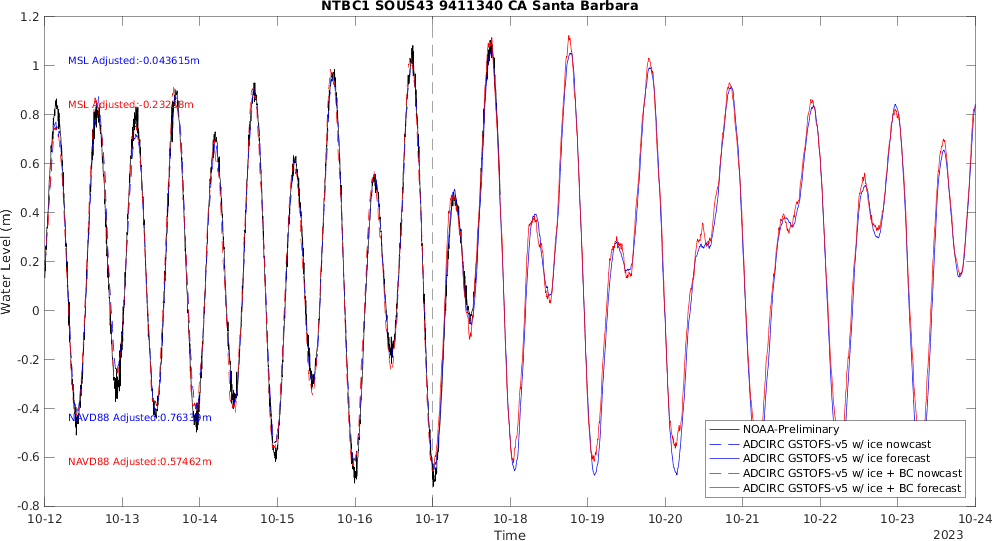 NTBC1 SOUS43 9411340 CA Santa Barbara
1.2
1
0.8
0.6
0.4
0.2
0
-0.2
-0.4
-0.6
-0.8
Water Level (m)
MSL Adjusted:-0.043615m
MSL
NAVD88
NAVD88 Adjusted:0.57462m
NOAA-Preliminary
ADCIRC GSTOFS-v5 w/ ice nowcast
ADCIRC GSTOFS-v5 w/ ice forecast
ADCIRC GSTOFS-v5 w/ ice + BC nowcast
ADCIRC GSTOFS-v5 w/ ice + BC forecast
10-12 10-13 10-14 10-15 10-16 10-17 10-18 10-19 10-20 10-21 10-22 10-23 10-24
Time
2023